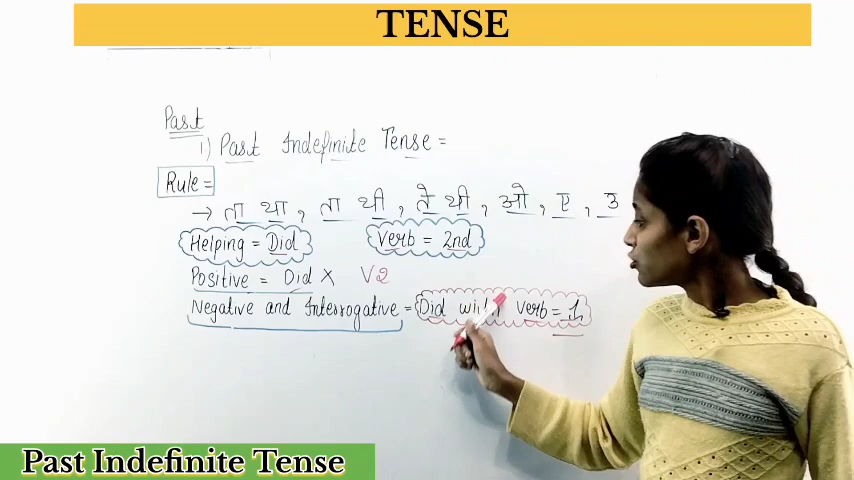 TENSE
Past
1) Past Indefinite Tense =
Rule =
→ ता था, ता थी, ते थी, ओ, ए, उ
Helping = Did Verb = 2nd
Positive = Did X V2
Negative and Interrogative = Did with Verb = 1
Past Indefinite Tense